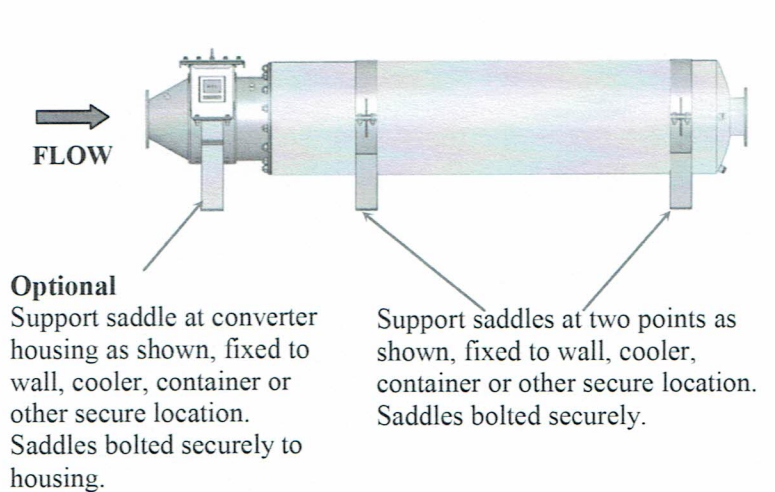 FLOW
Optional
Support saddle at converter
housing as shown, fixed to
wall, cooler, container or
other secure location.
Saddles bolted securely to
housing.
Support saddles at two points as
shown, fixed to wall, cooler,
container or other secure location.
Saddles bolted securely.